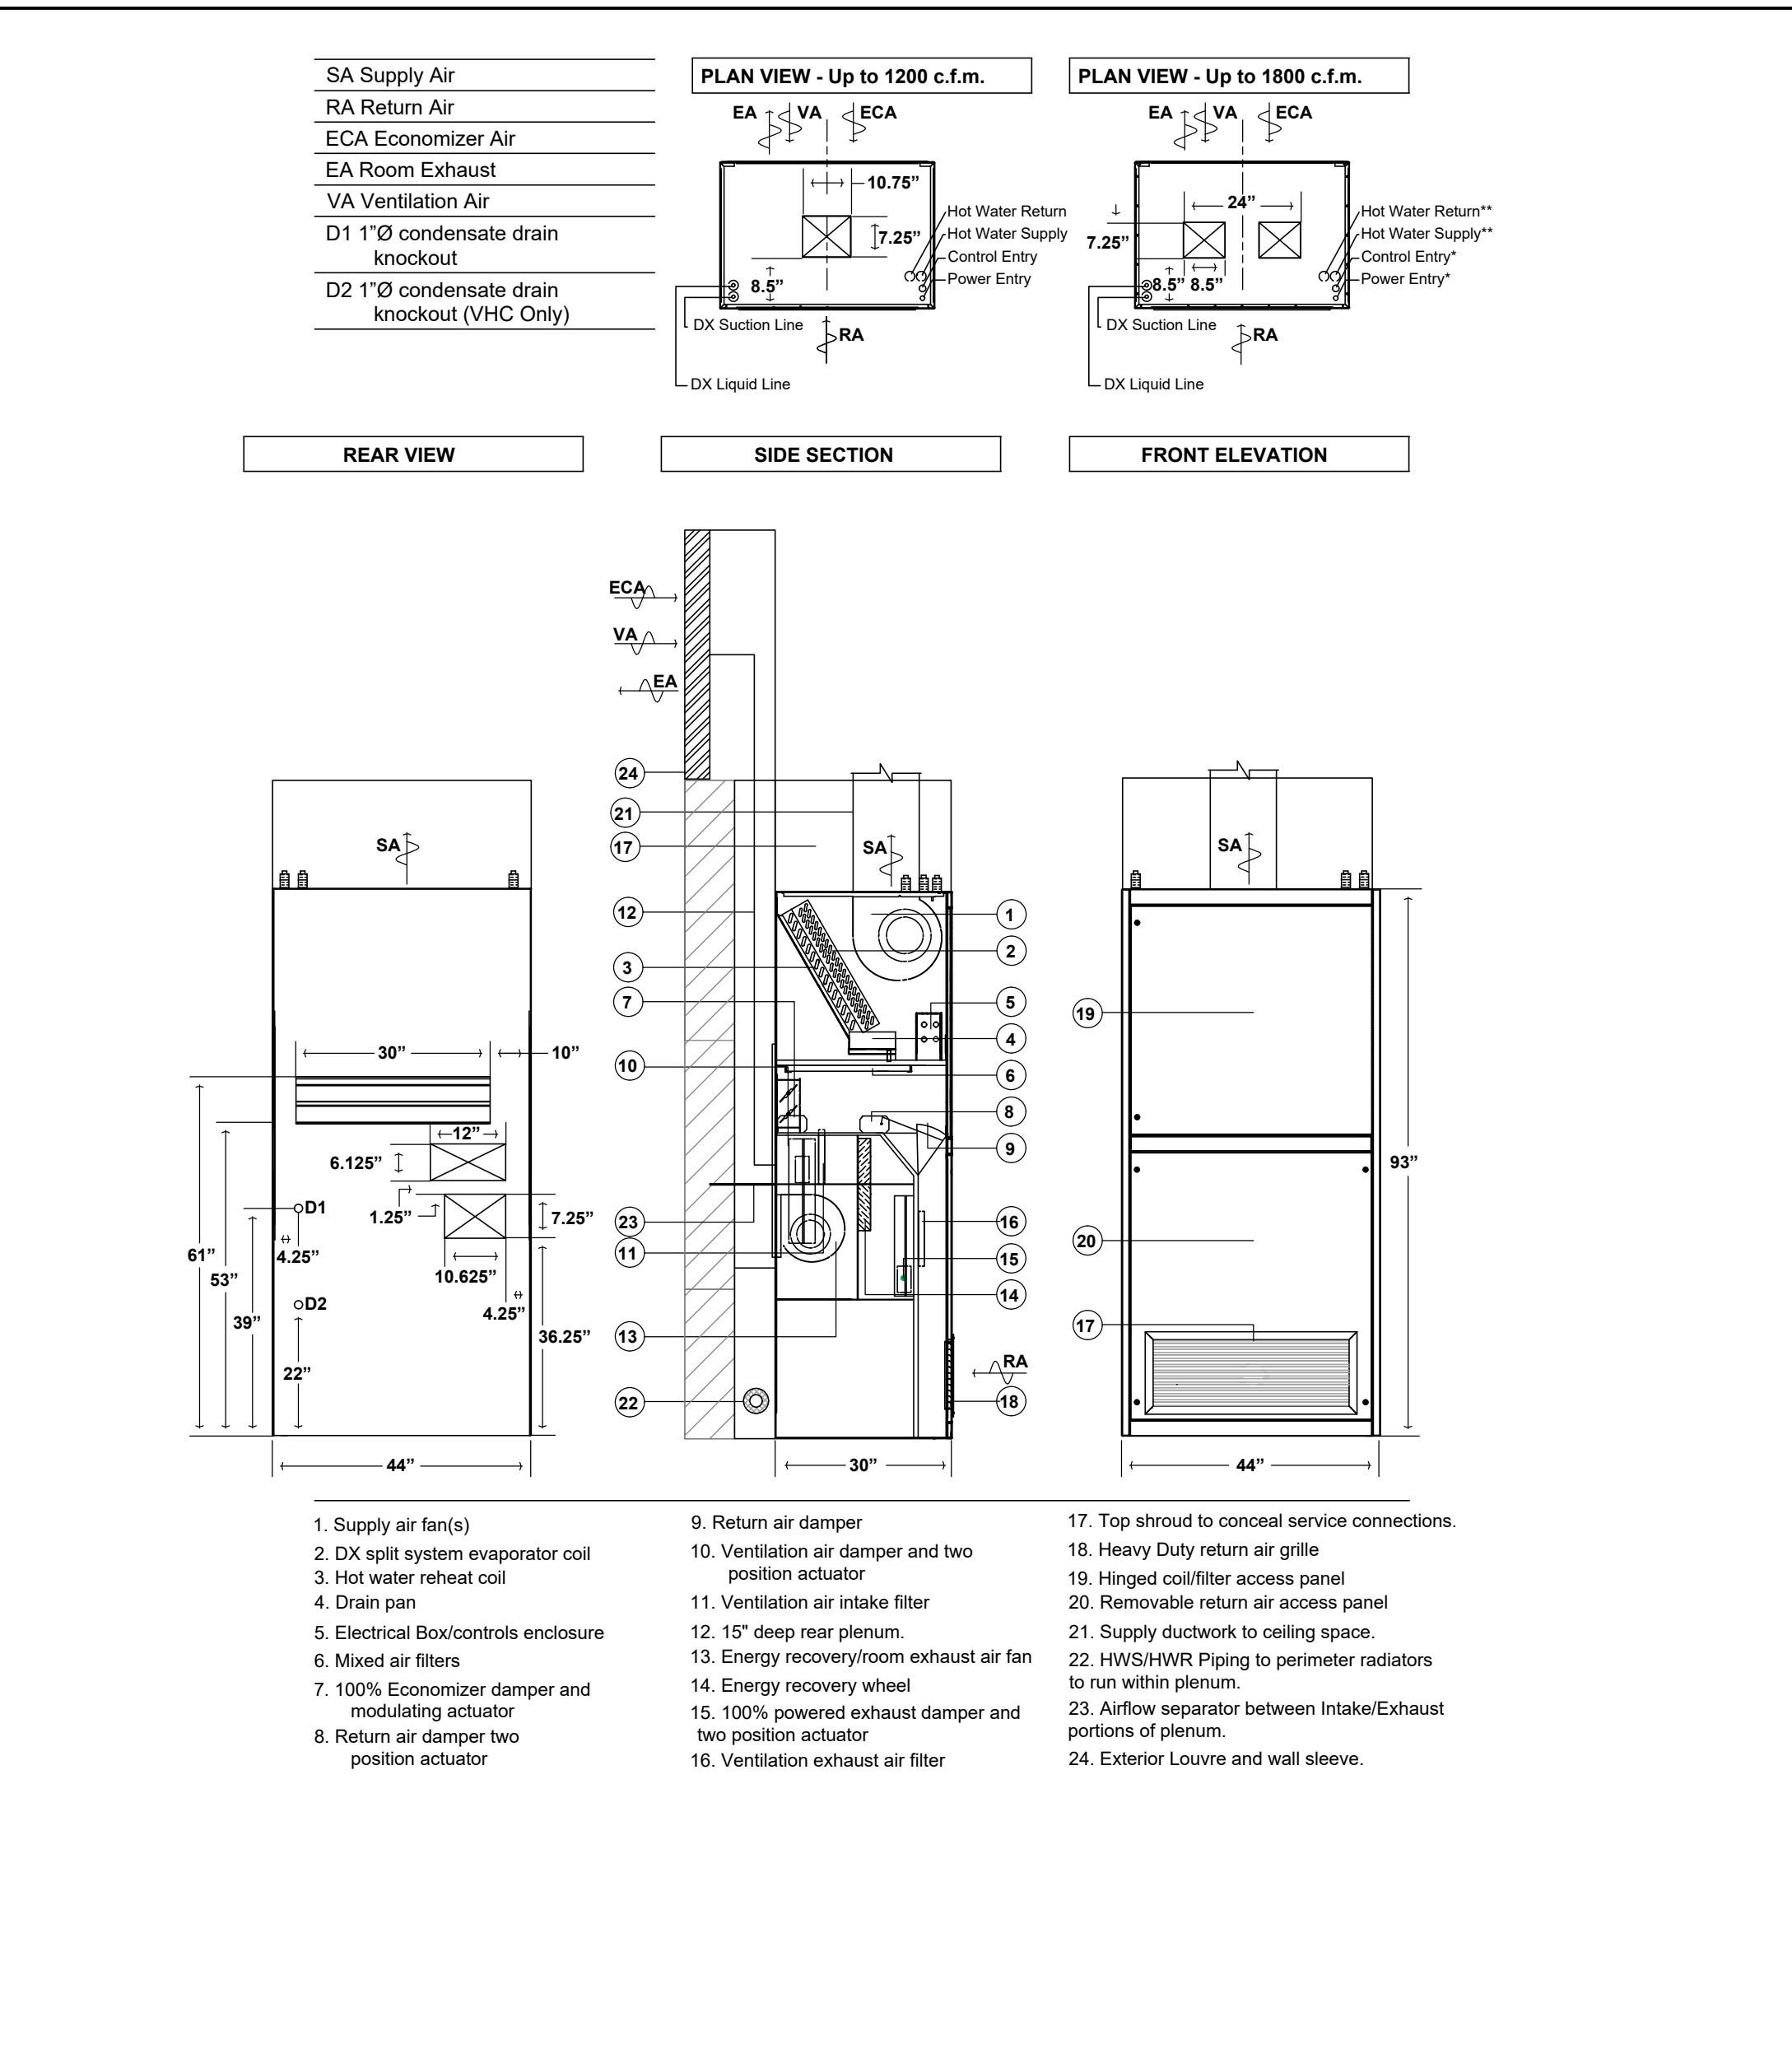 SA Supply Air
RA Return Air
ECA Economizer Air
EA Room Exhaust
VA Ventilation Air
D1 1”Ø condensate drain
knockout
D2 1”Ø condensate drain
knockout (VHC Only)
PLAN VIEW - Up to 1200 c.f.m.
EA VA ECA
10.75”
7.25”
8.5”
Hot Water Return
Hot Water Supply
Control Entry
Power Entry
DX Suction Line
RA
DX Liquid Line
PLAN VIEW - Up to 1800 c.f.m.
EA VA ECA
24”
7.25”
8.5” 8.5”
Hot Water Return**
Hot Water Supply**
Control Entry*
Power Entry*
DX Suction Line
RA
DX Liquid Line
REAR VIEW
SA
30”
10”
12”
6.125”
1.25”
7.25”
D1
4.25”
10.625”
4.25”
61”
53”
39”
D2
22”
36.25”
44”
SIDE SECTION
ECA
VA
EA
24
21
17
SA
12
3
7
10
23
11
13
22
1
2
5
4
6
8
9
16
15
14
RA
18
30”
FRONT ELEVATION
SA
19
93”
20
17
44”
1. Supply air fan(s)
2. DX split system evaporator coil
3. Hot water reheat coil
4. Drain pan
5. Electrical Box/controls enclosure
6. Mixed air filters
7. 100% Economizer damper and
modulating actuator
8. Return air damper two
position actuator
9. Return air damper
10. Ventilation air damper and two
position actuator
11. Ventilation air intake filter
12. 15" deep rear plenum.
13. Energy recovery/room exhaust air fan
14. Energy recovery wheel
15. 100% powered exhaust damper and
two position actuator
16. Ventilation exhaust air filter
17. Top shroud to conceal service connections.
18. Heavy Duty return air grille
19. Hinged coil/filter access panel
20. Removable return air access panel
21. Supply ductwork to ceiling space.
22. HWS/HWR Piping to perimeter radiators
to run within plenum.
23. Airflow separator between Intake/Exhaust
portions of plenum.
24. Exterior Louvre and wall sleeve.